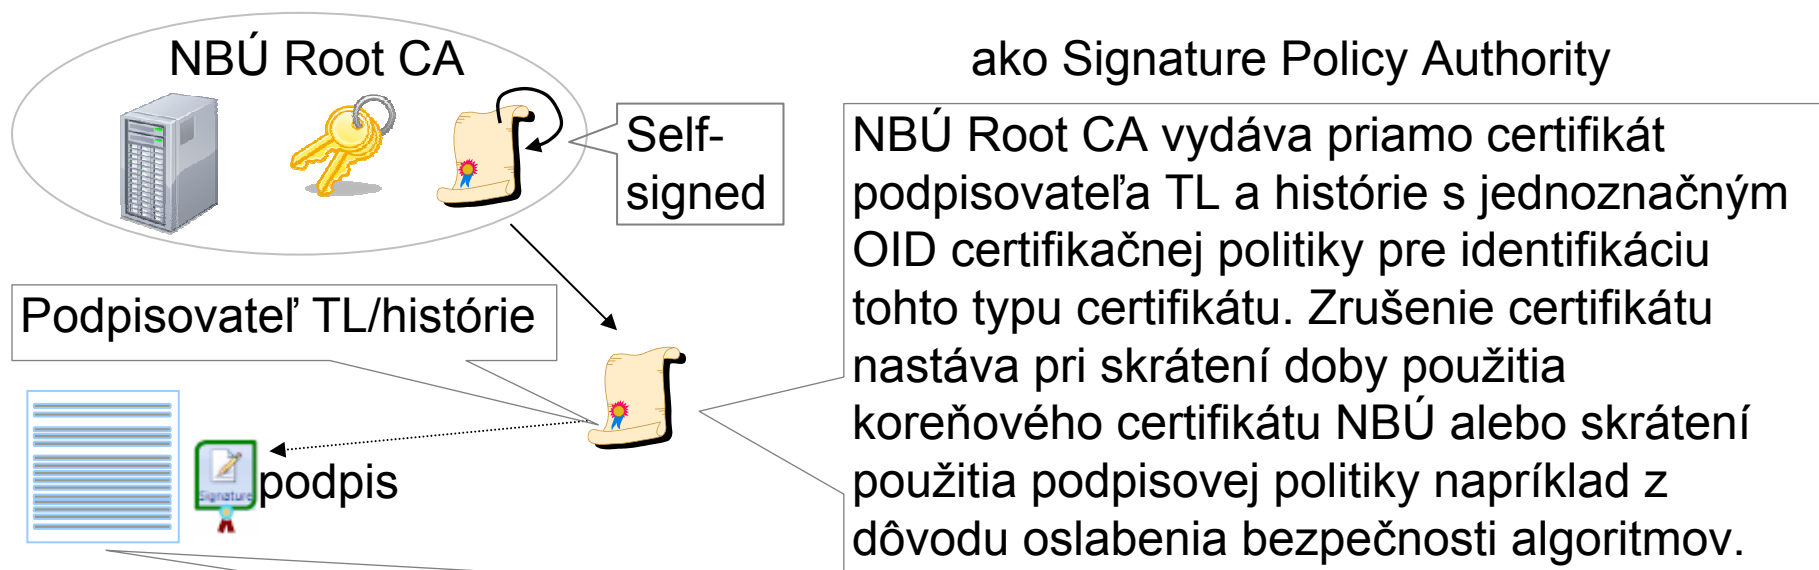 NBÚ Root CA
ako Signature Policy Authority
Self-
signed
NBÚ Root CA vydáva priamo certifikát
podpisovateľa TL a histórie s jednoznačným
OID certifikačnej politiky pre identifikáciu
tohto typu certifikátu. Zrušenie certifikátu
nastáva pri skrátení doby použitia
koreňového certifikátu NBÚ alebo skrátení
použitia podpisovej politiky napríklad z
dôvodu oslabenia bezpečnosti algoritmov.
Podpisovateľ TL/histórie
Signature
podpis